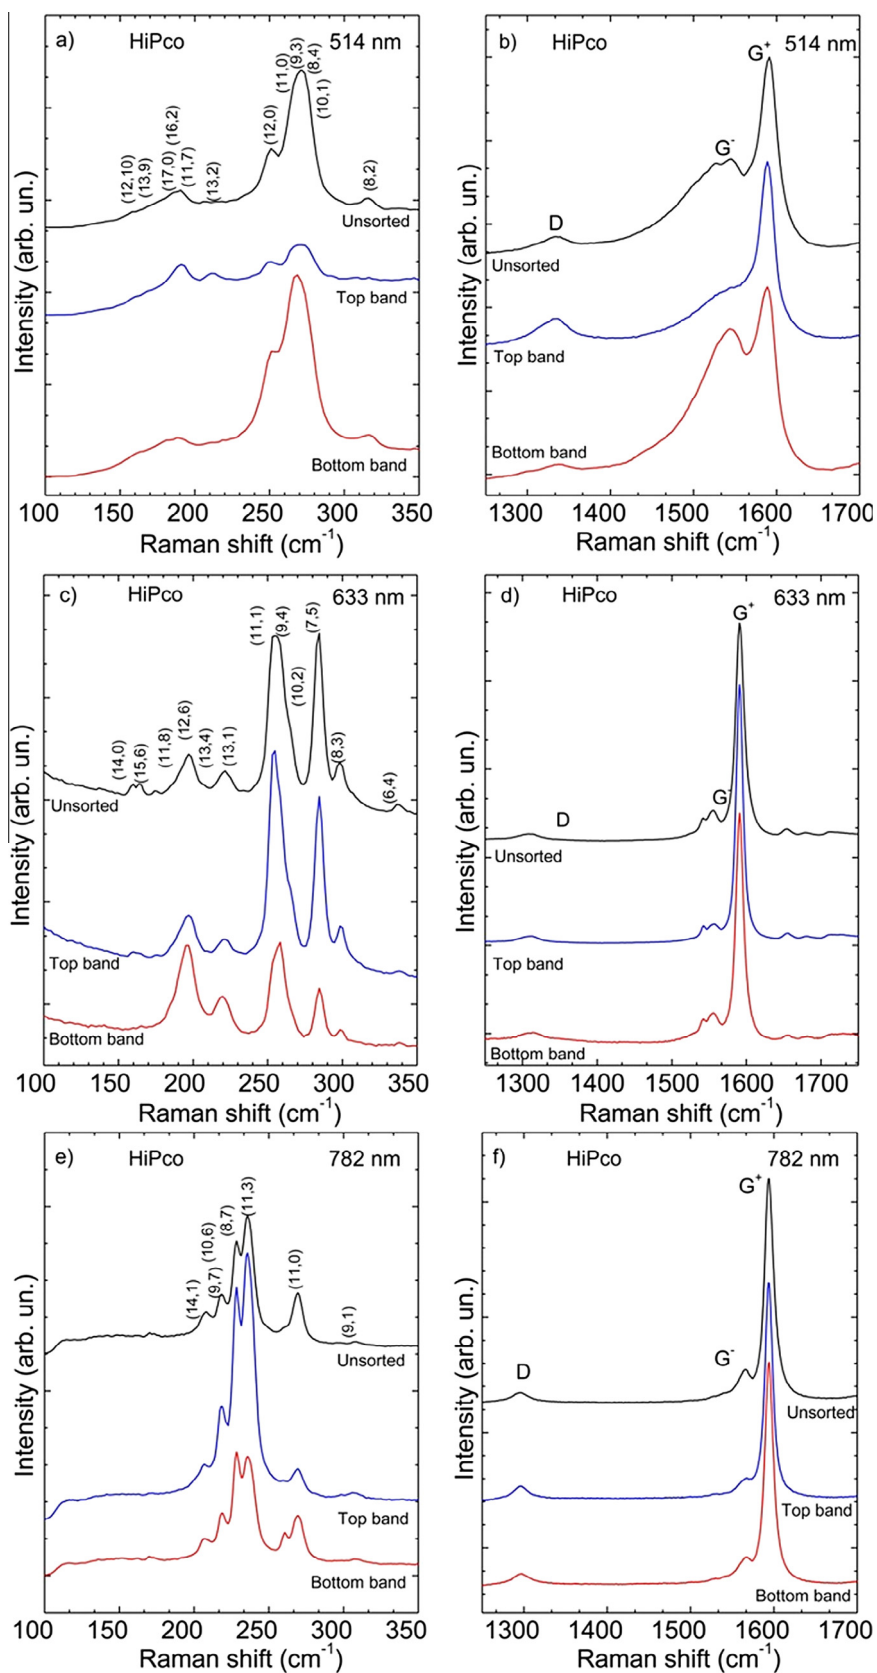 a) HiPco 514 nm
(12,10) (13,9) (17,0) (16,2) (11,7) (13,2) (12,0) (11,0) (9,3) (8,4) (10,1) (8,2)
Unsorted
Top band
Bottom band
Intensity (arb. un.)
100 150 200 250 300 350
Raman shift (cm⁻¹)
b) HiPco 514 nm
G⁺
G⁻
D
Unsorted
Top band
Bottom band
Intensity (arb. un.)
1300 1400 1500 1600 1700
Raman shift (cm⁻¹)
c) HiPco 633 nm
(14,0) (15,6) (11,8) (12,6) (13,4) (13,1) (11,1) (9,4) (10,2) (7,5) (8,3) (6,4)
Unsorted
Top band
Bottom band
Intensity (arb. un.)
100 150 200 250 300 350
Raman shift (cm⁻¹)
d) HiPco 633 nm
G⁺
G⁻
D
Unsorted
Top band
Bottom band
Intensity (arb. un.)
1300 1400 1500 1600 1700
Raman shift (cm⁻¹)
e) HiPco 782 nm
(14,1) (10,6) (9,7) (8,7) (11,3) (11,0) (9,1)
Unsorted
Top band
Bottom band
Intensity (arb. un.)
100 150 200 250 300 350
Raman shift (cm⁻¹)
f) HiPco 782 nm
G⁺
G⁻
D
Unsorted
Top band
Bottom band
Intensity (arb. un.)
1300 1400 1500 1600 1700
Raman shift (cm⁻¹)